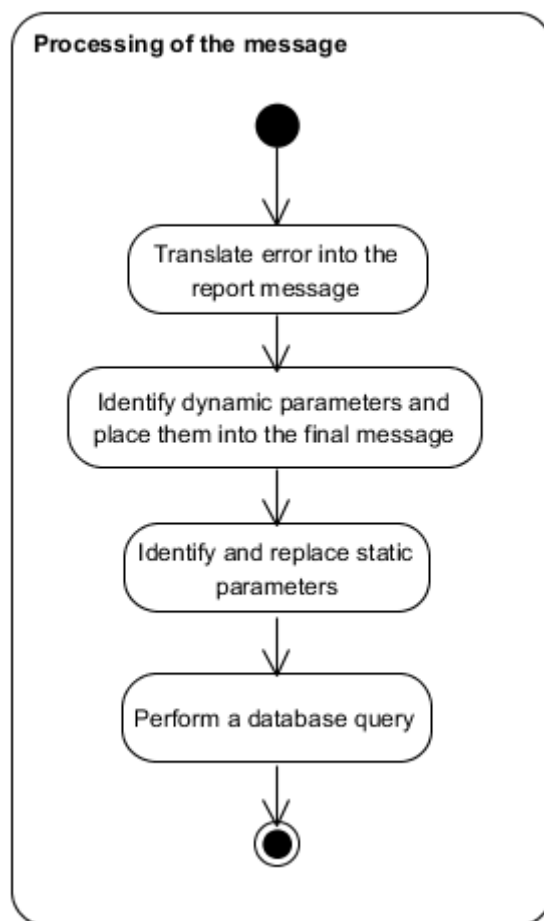 Processing of the message
Translate error into the
report message
Identify dynamic parameters and
place them into the final message
Identify and replace static
parameters
Perform a database query